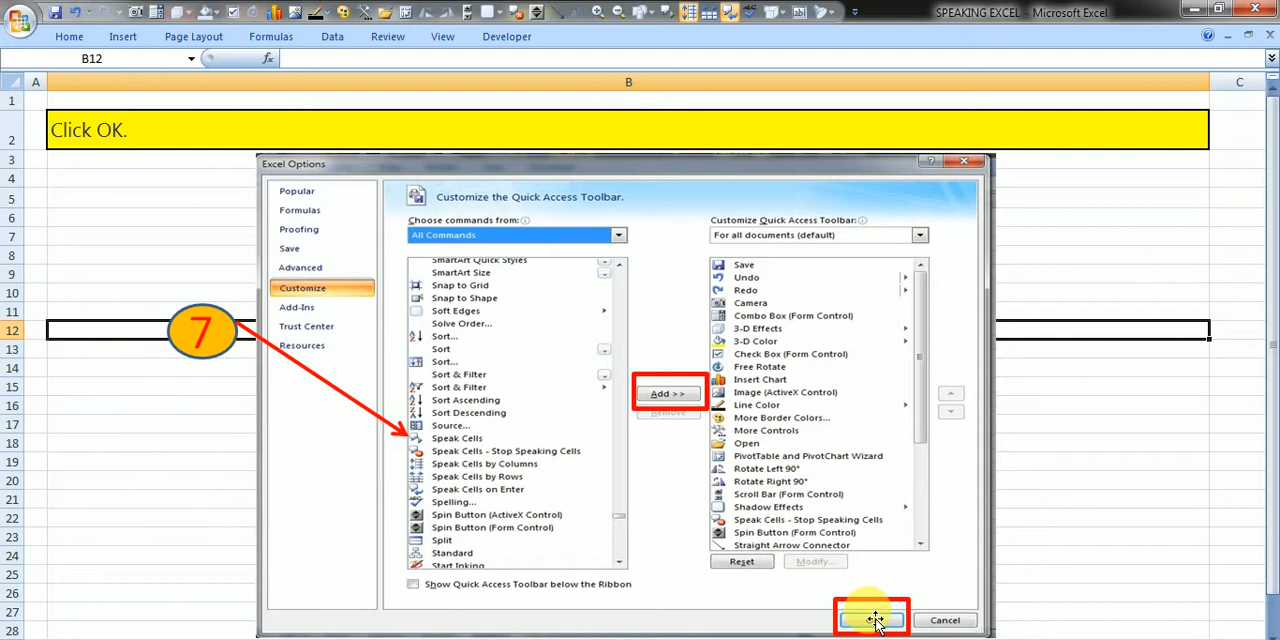 SPEAKING EXCEL - Microsoft Excel
Home Insert Page Layout Formulas Data Review View Developer
B12 fx
A B C
1
2 Click OK.
3
4
5
6
7
8
9
10
11
12
13
14
15
16
17
18
19
20
21
22
23
24
25
26
27
28
7
Excel Options
Popular
Formulas
Proofing
Save
Advanced
Customize
Add-Ins
Trust Center
Resources
Customize the Quick Access Toolbar.
Choose commands from:
All Commands
SmartArt Quick Styles
SmartArt Size
Snap to Grid
Snap to Shape
Soft Edges
Solve Order...
Sort...
Sort
Sort...
Sort & Filter
Sort & Filter
Sort Ascending
Sort Descending
Source...
Speak Cells
Speak Cells - Stop Speaking Cells
Speak Cells by Columns
Speak Cells by Rows
Speak Cells on Enter
Spelling...
Spin Button (ActiveX Control)
Spin Button (Form Control)
Split
Standard
Start Inking
Show Quick Access Toolbar below the Ribbon
Add >>
Remove
Customize Quick Access Toolbar:
For all documents (default)
Save
Undo
Redo
Camera
Combo Box (Form Control)
3-D Effects
3-D Color
Check Box (Form Control)
Free Rotate
Insert Chart
Image (ActiveX Control)
Line Color
More Border Colors...
More Controls
Open
PivotTable and PivotChart Wizard
Rotate Left 90°
Rotate Right 90°
Scroll Bar (Form Control)
Shadow Effects
Speak Cells - Stop Speaking Cells
Spin Button (Form Control)
Straight Arrow Connector
Reset Modify...
Cancel